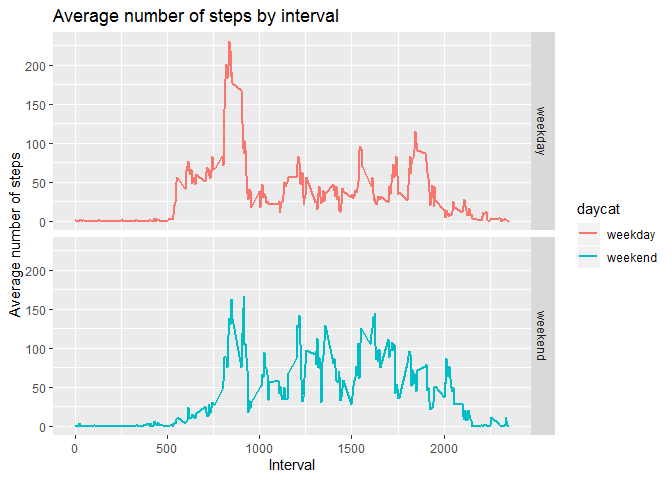 Average number of steps by interval
Average number of steps
200
150
100
50
0
weekday
200
150
100
50
0
weekend
0
500
1000
1500
2000
Interval
daycat
weekday
weekend